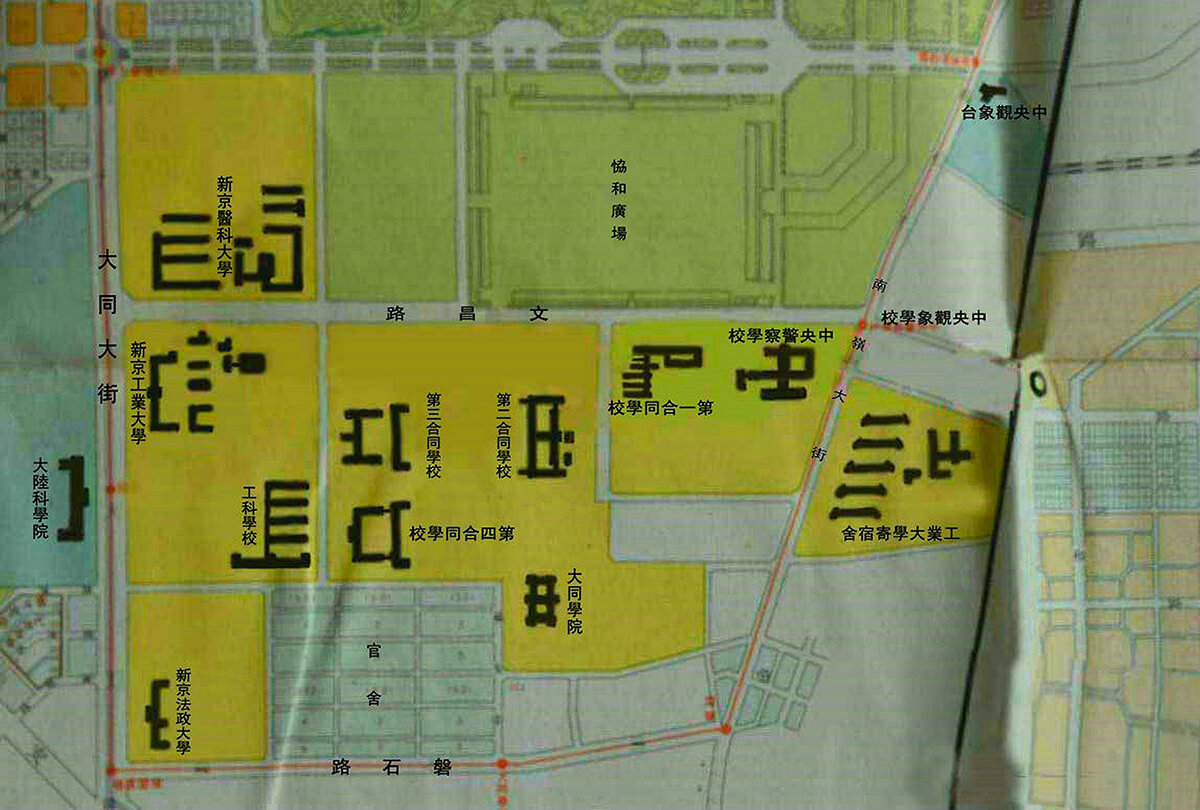 中央觀象台
恊和廣場
新京醫科大學
大同大街
文昌路
南嶺大街
中央觀象學校
中央警察學校
第一合同學校
新京工業大學
第三合同學校
第二合同學校
大陸科學院
工科學校
第四合同學校
工業大學寄宿舍
大同學院
官舍
新京法政大學
磐石路